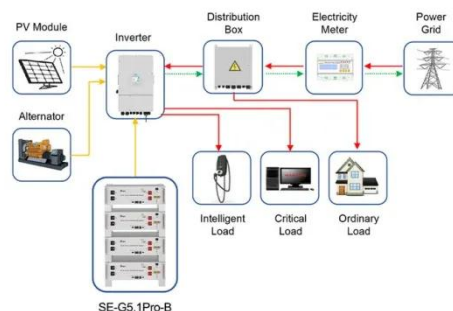 PV Module
Inverter
Distribution
Box
Electricity
Meter
Power
Grid
Alternator
Intelligent
Load
Critical
Load
Ordinary
Load
SE-G5.1Pro-B